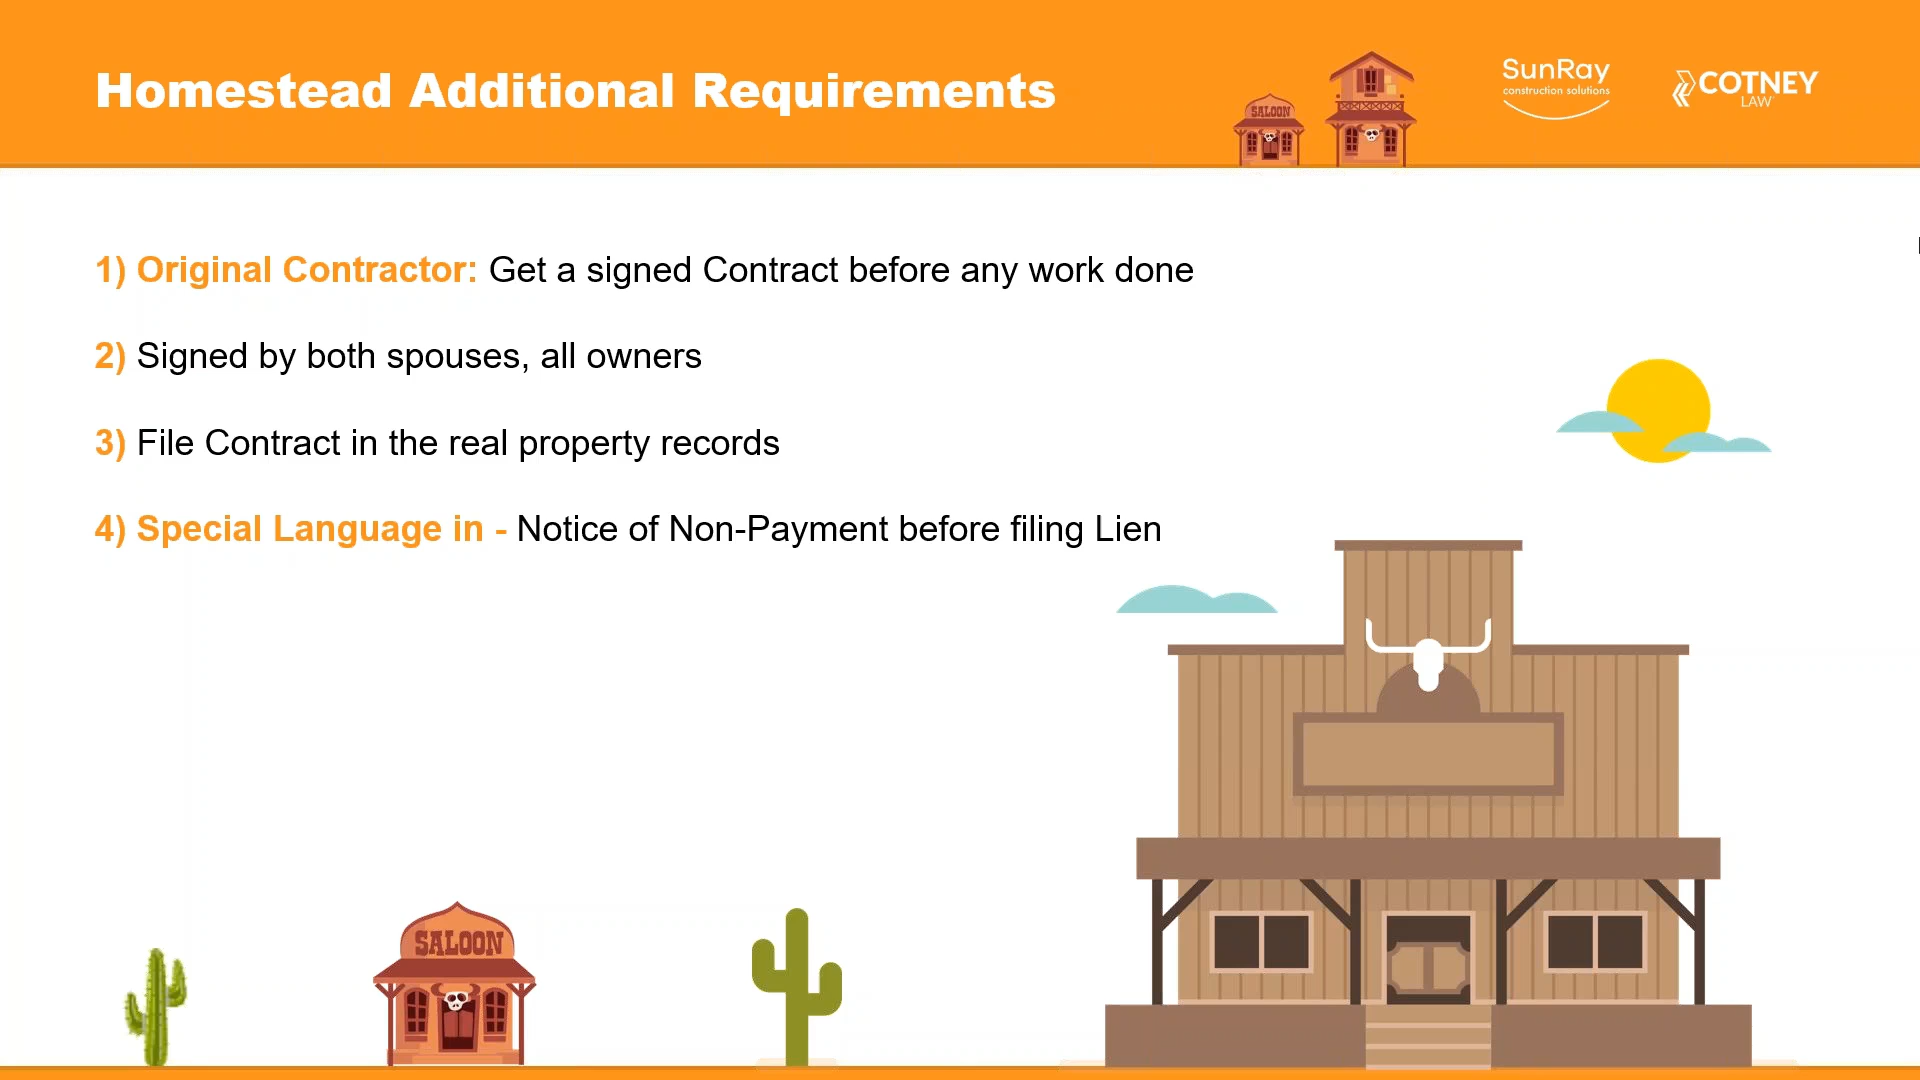 Homestead Additional Requirements
SALOON
SunRay
construction solutions
COTNEY
LAW
1) Original Contractor: Get a signed Contract before any work done
2) Signed by both spouses, all owners
3) File Contract in the real property records
4) Special Language in - Notice of Non-Payment before filing Lien
SALOON